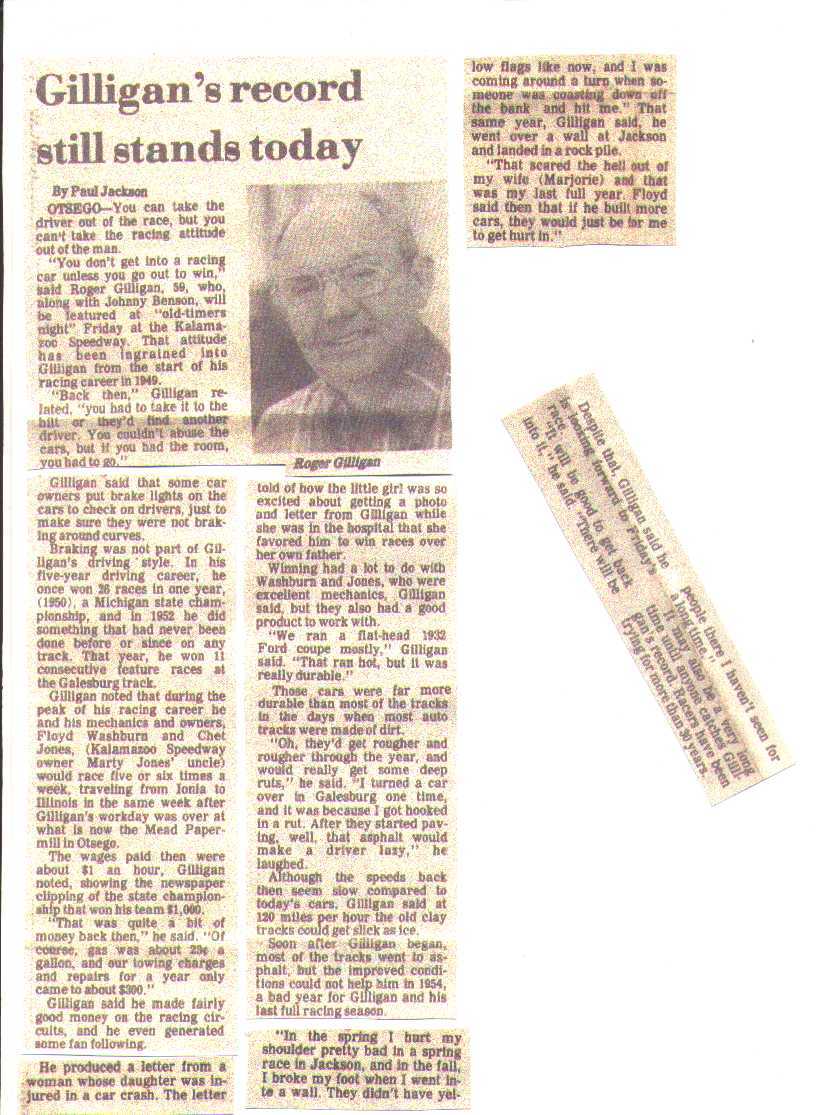 Gilligan's record
still stands today
By Paul Jackson
OTSEGO—You can take the
driver out of the race, but you
can't take the racing attitude
out of the man.
"You don't get into a racing
car unless you go out to win,"
said Roger Gilligan, 59, who,
along with Johnny Benson, will
be featured at "old-timers
night" Friday at the Kalama-
zoo Speedway. That attitude
has been ingrained into
Gilligan from the start of his
racing career in 1949.
"Back then," Gilligan re-
lated, "you had to take it to the
hilt or they'd find another
driver. You couldn't abuse the
cars, but if you had the room,
you had to go."
Roger Gilligan
Gilligan said that some car
owners put brake lights on the
cars to check on drivers, just to
make sure they were not brak-
ing around curves.
Braking was not part of Gil-
ligan's driving style. In his
five-year driving career, he
once won 26 races in one year,
(1950), a Michigan state cham-
pionship, and in 1952 he did
something that had never been
done before or since on any
track. That year, he won 11
consecutive feature races at
the Galesburg track.
Gilligan noted that during the
peak of his racing career he
and his mechanics and owners,
Floyd Washburn and Chet
Jones, (Kalamazoo Speedway
owner Marty Jones' uncle)
would race five or six times a
week, traveling from Ionia to
Illinois in the same week after
Gilligan's workday was over at
what is now the Mead Paper-
mill in Otsego.
The wages paid then were
about $1 an hour, Gilligan
noted, showing the newspaper
clipping of the state champion-
ship that won his team $1,000.
"That was quite a bit of
money back then," he said. "Of
course, gas was about 23¢ a
gallon, and our towing charges
and repairs for a year only
came to about $300."
Gilligan said he made fairly
good money on the racing cir-
cuits, and he even generated
some fan following.
He produced a letter from a
woman whose daughter was in-
jured in a car crash. The letter
told of how the little girl was so
excited about getting a photo
and letter from Gilligan while
she was in the hospital that she
favored him to win races over
her own father.
Winning had a lot to do with
Washburn and Jones, who were
excellent mechanics, Gilligan
said, but they also had a good
product to work with.
"We ran a flat-head 1932
Ford coupe mostly," Gilligan
said. "That ran hot, but it was
really durable."
Those cars were far more
durable than most of the tracks
in the days when most auto
tracks were made of dirt.
"Oh, they'd get rougher and
rougher through the year, and
would really get some deep
ruts," he said. "I turned a car
over in Galesburg one time,
and it was because I got hooked
in a rut. After they started pav-
ing, well, that asphalt would
make a driver lazy," he
laughed.
Although the speeds back
then seem slow compared to
today's cars, Gilligan said at
120 miles per hour the old clay
tracks could get slick as ice.
Soon after Gilligan began,
most of the tracks went to as-
phalt, but the improved condi-
tions could not help him in 1954,
a bad year for Gilligan and his
last full racing season.
"In the spring I hurt my
shoulder pretty bad in a spring
race in Jackson, and in the fall,
I broke my foot when I went in-
to a wall. They didn't have yel-
low flags like now, and I was
coming around a turn when so-
meone was coasting down off
the bank and hit me." That
same year, Gilligan said, he
went over a wall at Jackson
and landed in a rock pile.
"That scared the hell out of
my wife (Marjorie) and that
was my last full year. Floyd
said then that if he built more
cars, they would just be for me
to get hurt in."
Despite that, Gilligan said he
is looking forward to Friday's
race. "It will be good to get back
into it," he said. "There will be
people there I haven't seen for
a long time."
It may also be a very long
time until anyone catches Gilli-
gan's record. Racers have been
trying for more than 30 years.